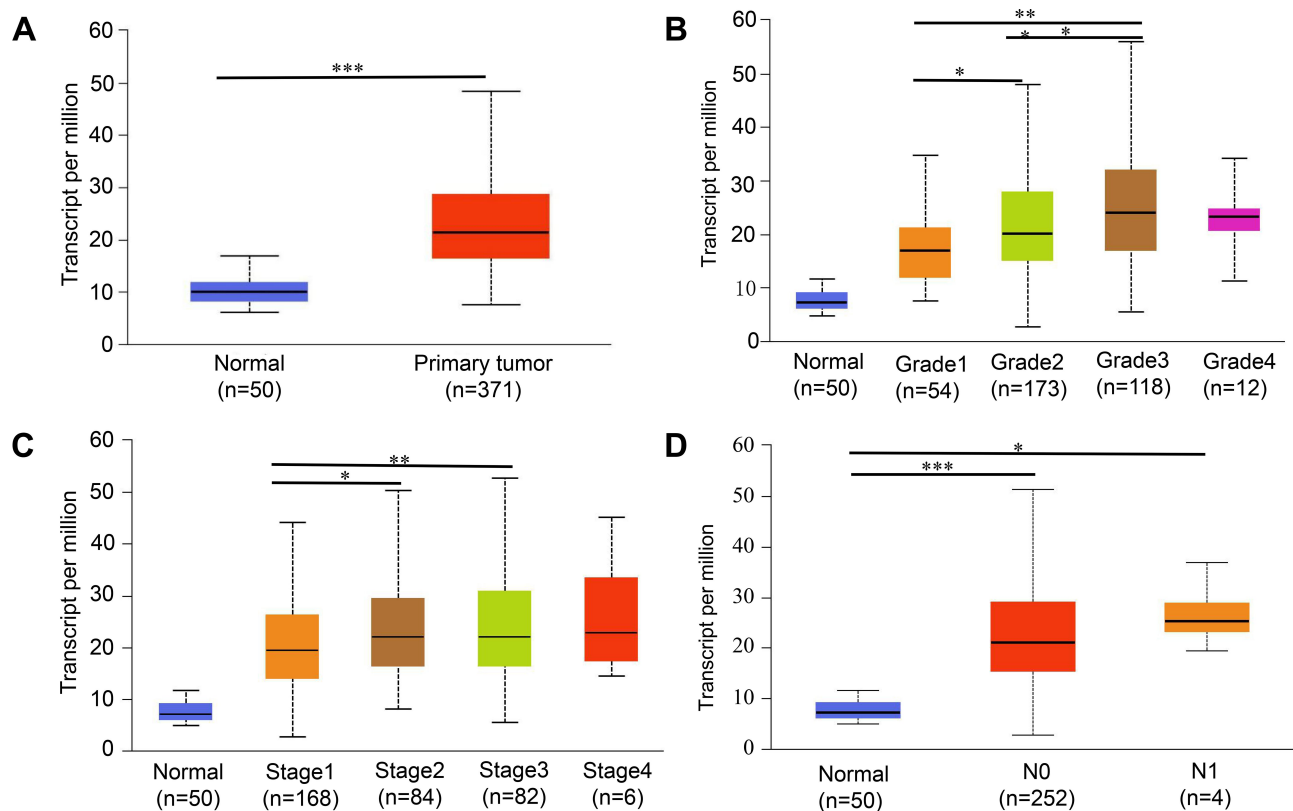 A
Transcript per million
60
50
40
30
20
10
0
***
Normal
(n=50)
Primary tumor
(n=371)
B
Transcript per million
60
50
40
30
20
10
0
**
* *
*
Normal
(n=50)
Grade1
(n=54)
Grade2
(n=173)
Grade3
(n=118)
Grade4
(n=12)
C
Transcript per million
60
50
40
30
20
10
0
**
*
Normal
(n=50)
Stage1
(n=168)
Stage2
(n=84)
Stage3
(n=82)
Stage4
(n=6)
D
Transcript per million
60
50
40
30
20
10
0
*
***
Normal
(n=50)
N0
(n=252)
N1
(n=4)